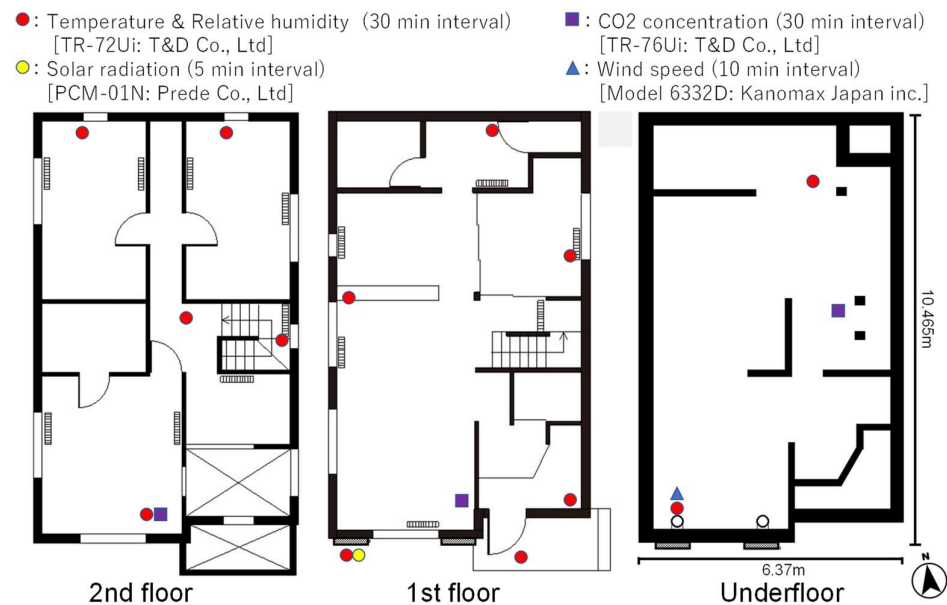 : Temperature & Relative humidity (30 min interval)
[TR-72Ui: T&D Co., Ltd]
: Solar radiation (5 min interval)
[PCM-01N: Prede Co., Ltd]
: CO2 concentration (30 min interval)
[TR-76Ui: T&D Co., Ltd]
: Wind speed (10 min interval)
[Model 6332D: Kanomax Japan inc.]
10.465m
6.37m
N
2nd floor
1st floor
Underfloor